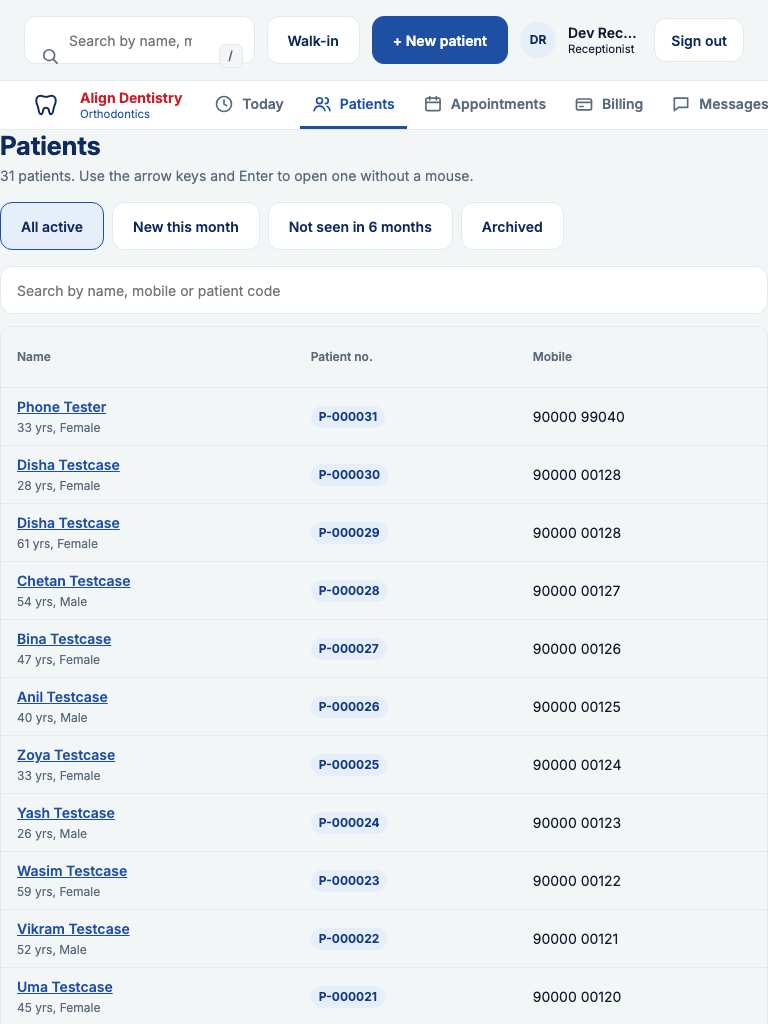 Search by name, m
/
Walk-in
+ New patient
DR
Dev Rec...
Receptionist
Sign out
Align Dentistry
Orthodontics
Today
Patients
Appointments
Billing
Messages
Patients
31 patients. Use the arrow keys and Enter to open one without a mouse.
All active
New this month
Not seen in 6 months
Archived
Search by name, mobile or patient code
Name Patient no. Mobile
Phone Tester
33 yrs, Female
P-000031
90000 99040
Disha Testcase
28 yrs, Female
P-000030
90000 00128
Disha Testcase
61 yrs, Female
P-000029
90000 00128
Chetan Testcase
54 yrs, Male
P-000028
90000 00127
Bina Testcase
47 yrs, Female
P-000027
90000 00126
Anil Testcase
40 yrs, Male
P-000026
90000 00125
Zoya Testcase
33 yrs, Female
P-000025
90000 00124
Yash Testcase
26 yrs, Male
P-000024
90000 00123
Wasim Testcase
59 yrs, Female
P-000023
90000 00122
Vikram Testcase
52 yrs, Male
P-000022
90000 00121
Uma Testcase
45 yrs, Female
P-000021
90000 00120